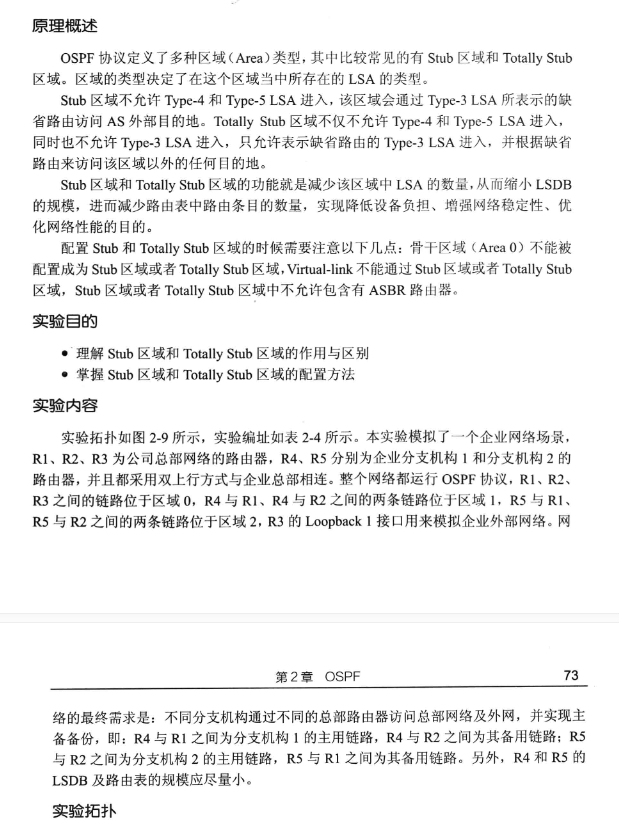 原理概述
OSPF 协议定义了多种区域（Area）类型，其中比较常见的有 Stub 区域和 Totally Stub
区域。区域的类型决定了在这个区域当中所存在的 LSA 的类型。
Stub 区域不允许 Type-4 和 Type-5 LSA 进入，该区域会通过 Type-3 LSA 所表示的缺
省路由访问 AS 外部目的地。Totally Stub 区域不仅不允许 Type-4 和 Type-5 LSA 进入，
同时也不允许 Type-3 LSA 进入，只允许表示缺省路由的 Type-3 LSA 进入，并根据缺省
路由来访问该区域以外的任何目的地。
Stub 区域和 Totally Stub 区域的功能就是减少该区域中 LSA 的数量，从而缩小 LSDB
的规模，进而减少路由表中路由条目的数量，实现降低设备负担、增强网络稳定性、优
化网络性能的目的。
配置 Stub 和 Totally Stub 区域的时候需要注意以下几点：骨干区域（Area 0）不能被
配置成为 Stub 区域或者 Totally Stub 区域，Virtual-link 不能通过 Stub 区域或者 Totally Stub
区域，Stub 区域或者 Totally Stub 区域中不允许包含有 ASBR 路由器。
实验目的
● 理解 Stub 区域和 Totally Stub 区域的作用与区别
● 掌握 Stub 区域和 Totally Stub 区域的配置方法
实验内容
实验拓扑如图 2-9 所示，实验编址如表 2-4 所示。本实验模拟了一个企业网络场景，
R1、R2、R3 为公司总部网络的路由器，R4、R5 分别为企业分支机构 1 和分支机构 2 的
路由器，并且都采用双上行方式与企业总部相连。整个网络都运行 OSPF 协议，R1、R2、
R3 之间的链路位于区域 0，R4 与 R1、R4 与 R2 之间的两条链路位于区域 1，R5 与 R1、
R5 与 R2 之间的两条链路位于区域 2，R3 的 Loopback 1 接口用来模拟企业外部网络。网
第 2 章 OSPF 73
络的最终需求是：不同分支机构通过不同的总部路由器访问总部网络及外网，并实现主
备备份，即：R4 与 R1 之间为分支机构 1 的主用链路，R4 与 R2 之间为其备用链路；R5
与 R2 之间为分支机构 2 的主用链路，R5 与 R1 之间为其备用链路。另外，R4 和 R5 的
LSDB 及路由表的规模应尽量小。
实验拓扑